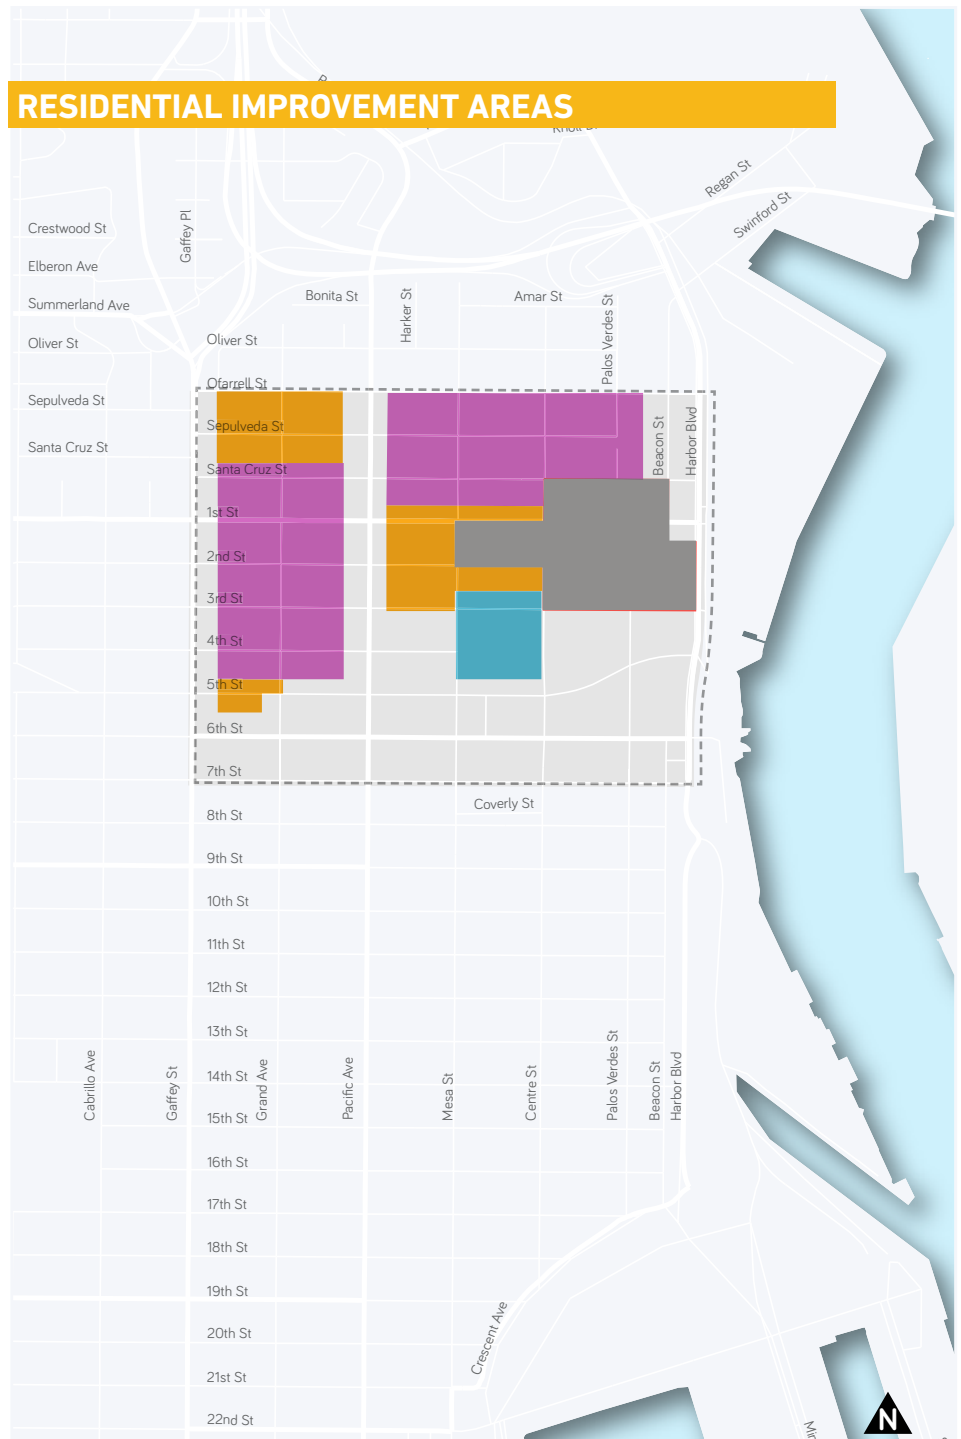 RESIDENTIAL IMPROVEMENT AREAS
Regan St
Swinford St
Crestwood St
Gaffey Pl
Elberon Ave
Summerland Ave
Bonita St
Harker St
Amar St
Palos Verdes St
Oliver St
Oliver St
Ofarrell St
Sepulveda St
Sepulveda St
Beacon St
Harbor Blvd
Santa Cruz St
Santa Cruz St
1st St
2nd St
3rd St
4th St
5th St
6th St
7th St
Coverly St
8th St
9th St
10th St
11th St
12th St
13th St
14th St
Cabrillo Ave
Gaffey St
Grand Ave
Pacific Ave
Mesa St
Centre St
Palos Verdes St
Beacon St
Harbor Blvd
15th St
16th St
17th St
18th St
19th St
20th St
Crescent Ave
21st St
22nd St
N